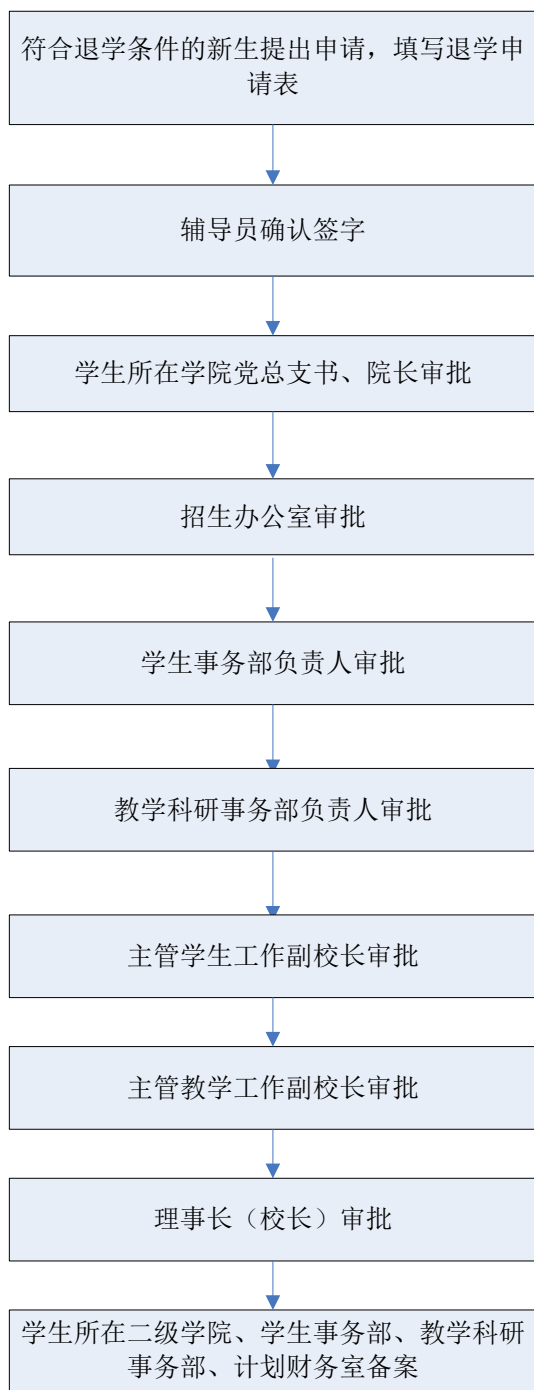 符合退学条件的新生提出申请，填写退学申
请表
辅导员确认签字
学生所在学院党总支书、院长审批
招生办公室审批
学生事务部负责人审批
教学科研事务部负责人审批
主管学生工作副校长审批
主管教学工作副校长审批
理事长（校长）审批
学生所在二级学院、学生事务部、教学科研
事务部、计划财务室备案